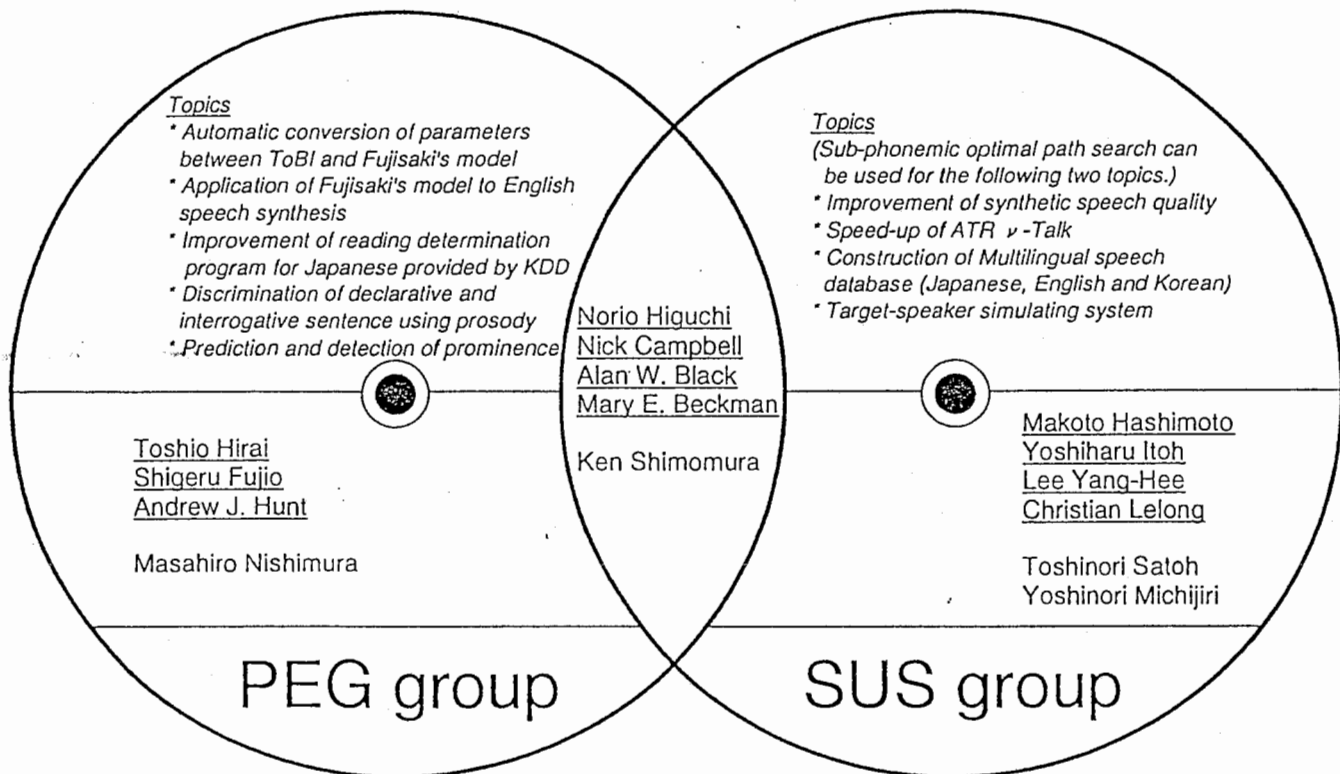 Topics
* Automatic conversion of parameters
between ToBI and Fujisaki's model
* Application of Fujisaki's model to English
speech synthesis
* Improvement of reading determination
program for Japanese provided by KDD
* Discrimination of declarative and
interrogative sentence using prosody
* Prediction and detection of prominence
Toshio Hirai
Shigeru Fujio
Andrew J. Hunt
Masahiro Nishimura
PEG group
Norio Higuchi
Nick Campbell
Alan W. Black
Mary E. Beckman
Ken Shimomura
Topics
(Sub-phonemic optimal path search can
be used for the following two topics.)
* Improvement of synthetic speech quality
* Speed-up of ATR ν-Talk
* Construction of Multilingual speech
database (Japanese, English and Korean)
* Target-speaker simulating system
Makoto Hashimoto
Yoshiharu Itoh
Lee Yang-Hee
Christian Lelong
Toshinori Satoh
Yoshinori Michijiri
SUS group